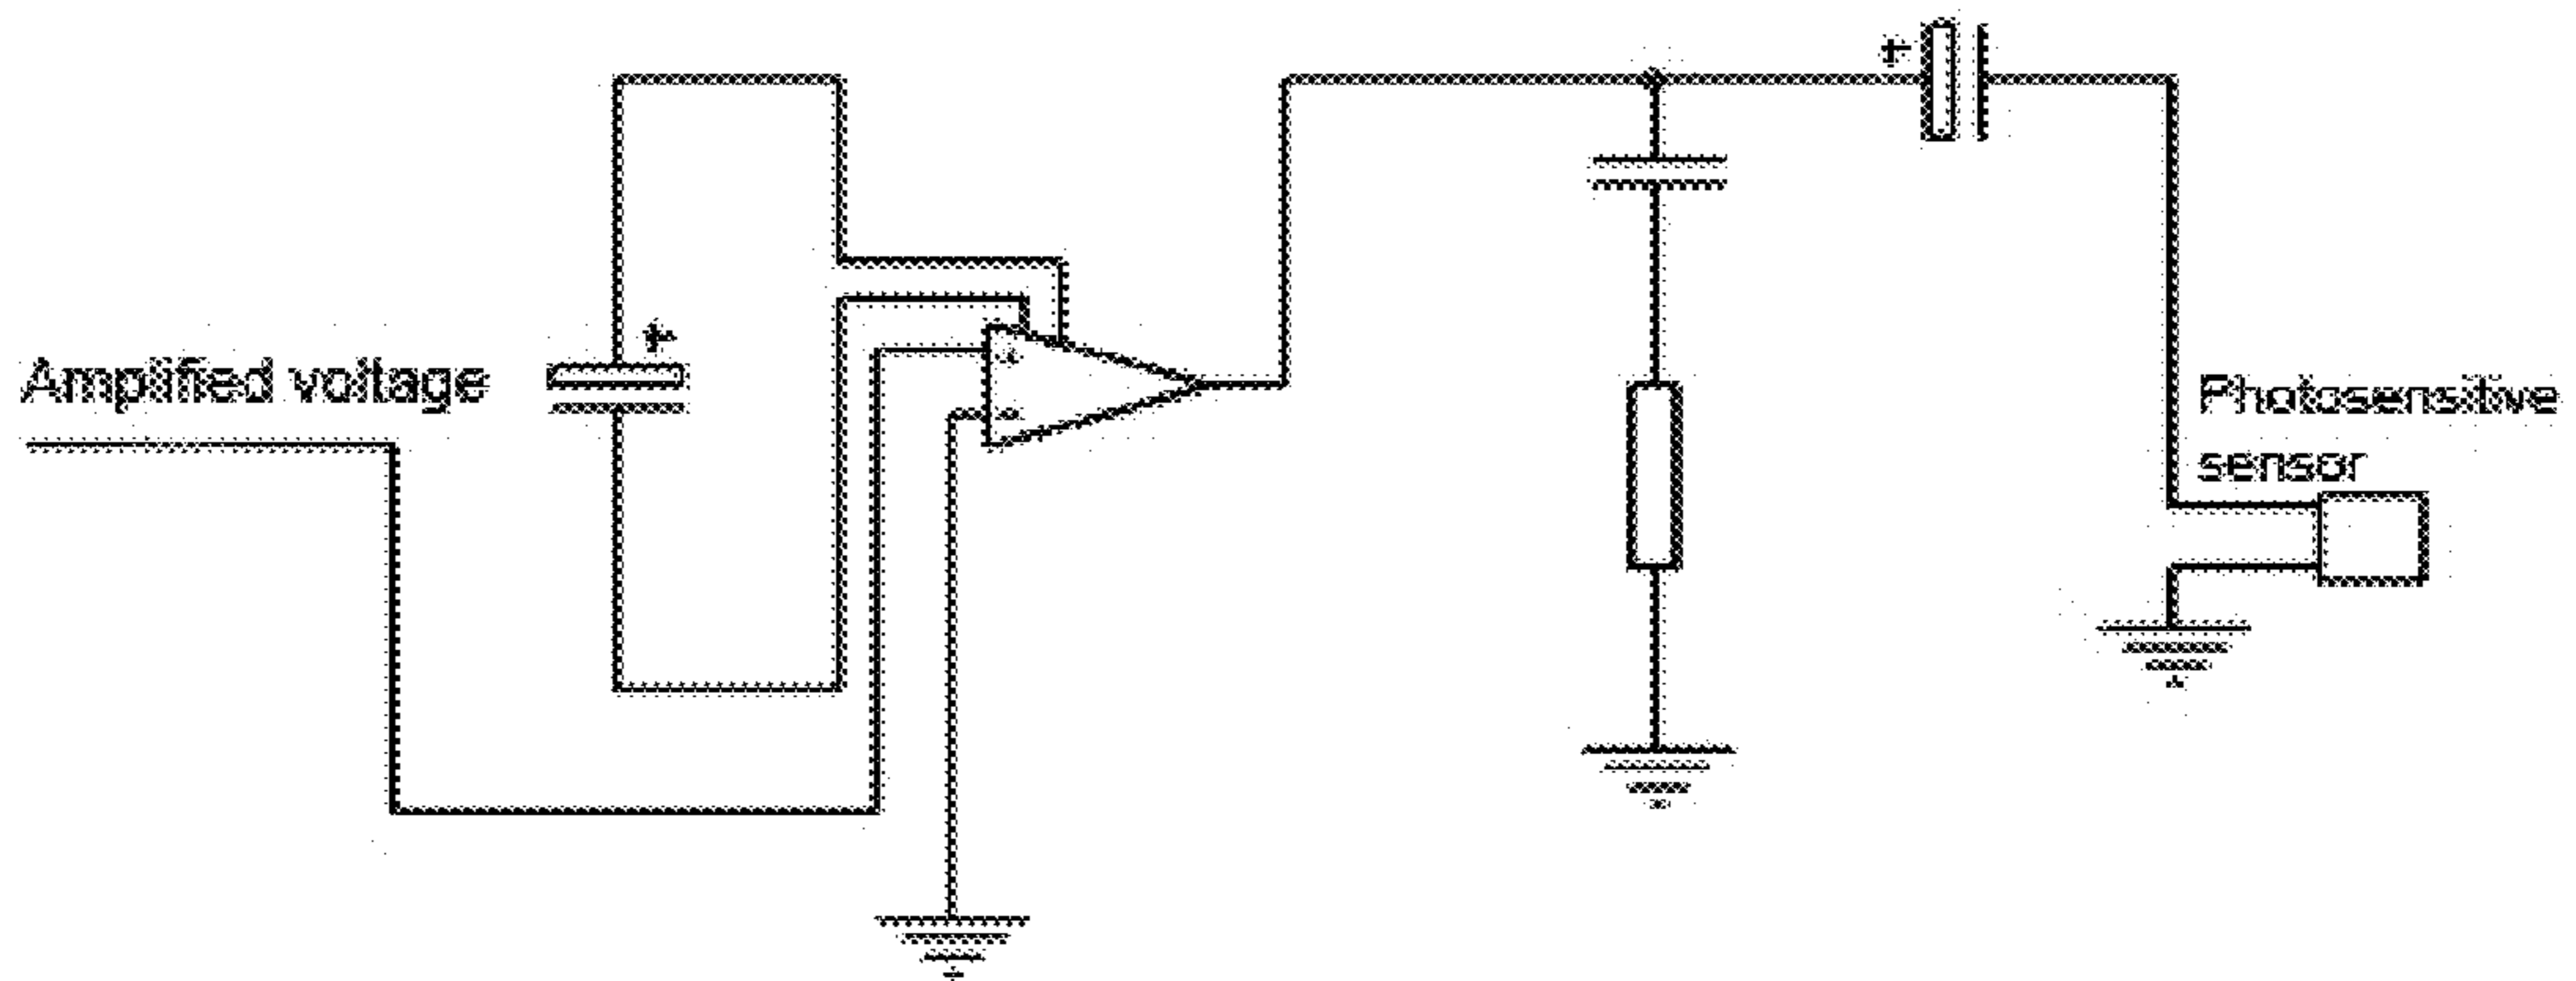 +
+
Amplified voltage
+
-
Photosensitive
sensor